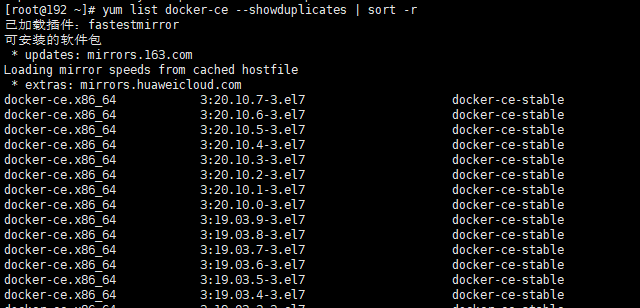 [root@192 ~]# yum list docker-ce --showduplicates | sort -r
已加载插件：fastestmirror
可安装的软件包
 * updates: mirrors.163.com
Loading mirror speeds from cached hostfile
 * extras: mirrors.huaweicloud.com
docker-ce.x86_64            3:20.10.7-3.el7                     docker-ce-stable
docker-ce.x86_64            3:20.10.6-3.el7                     docker-ce-stable
docker-ce.x86_64            3:20.10.5-3.el7                     docker-ce-stable
docker-ce.x86_64            3:20.10.4-3.el7                     docker-ce-stable
docker-ce.x86_64            3:20.10.3-3.el7                     docker-ce-stable
docker-ce.x86_64            3:20.10.2-3.el7                     docker-ce-stable
docker-ce.x86_64            3:20.10.1-3.el7                     docker-ce-stable
docker-ce.x86_64            3:20.10.0-3.el7                     docker-ce-stable
docker-ce.x86_64            3:19.03.9-3.el7                     docker-ce-stable
docker-ce.x86_64            3:19.03.8-3.el7                     docker-ce-stable
docker-ce.x86_64            3:19.03.7-3.el7                     docker-ce-stable
docker-ce.x86_64            3:19.03.6-3.el7                     docker-ce-stable
docker-ce.x86_64            3:19.03.5-3.el7                     docker-ce-stable
docker-ce.x86_64            3:19.03.4-3.el7                     docker-ce-stable